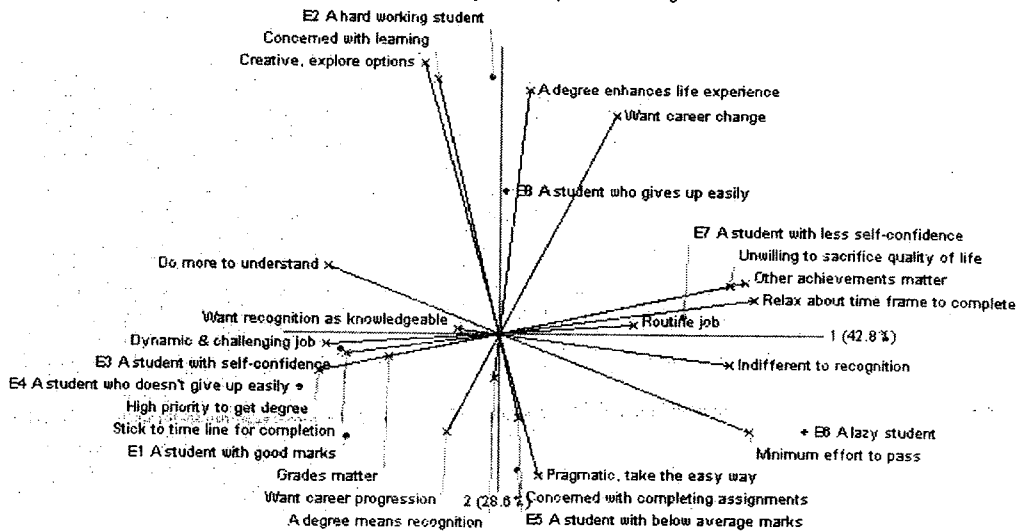 E2 A hard working student
Concerned with learning
Creative, explore options
A degree enhances life experience
Want career change
E8 A student who gives up easily
E7 A student with less self-confidence
Unwilling to sacrifice quality of life
Other achievements matter
Relax about time frame to complete
Do more to understand
Want recognition as knowledgeable
Routine job
1 (42.8%)
Dynamic & challenging job
E3 A student with self-confidence
Indifferent to recognition
E4 A student who doesn't give up easily
High priority to get degree
Stick to time line for completion
E6 A lazy student
E1 A student with good marks
Minimum effort to pass
Grades matter
Pragmatic, take the easy way
Want career progression
2 (28.6%)
Concerned with completing assignments
A degree means recognition
E5 A student with below average marks